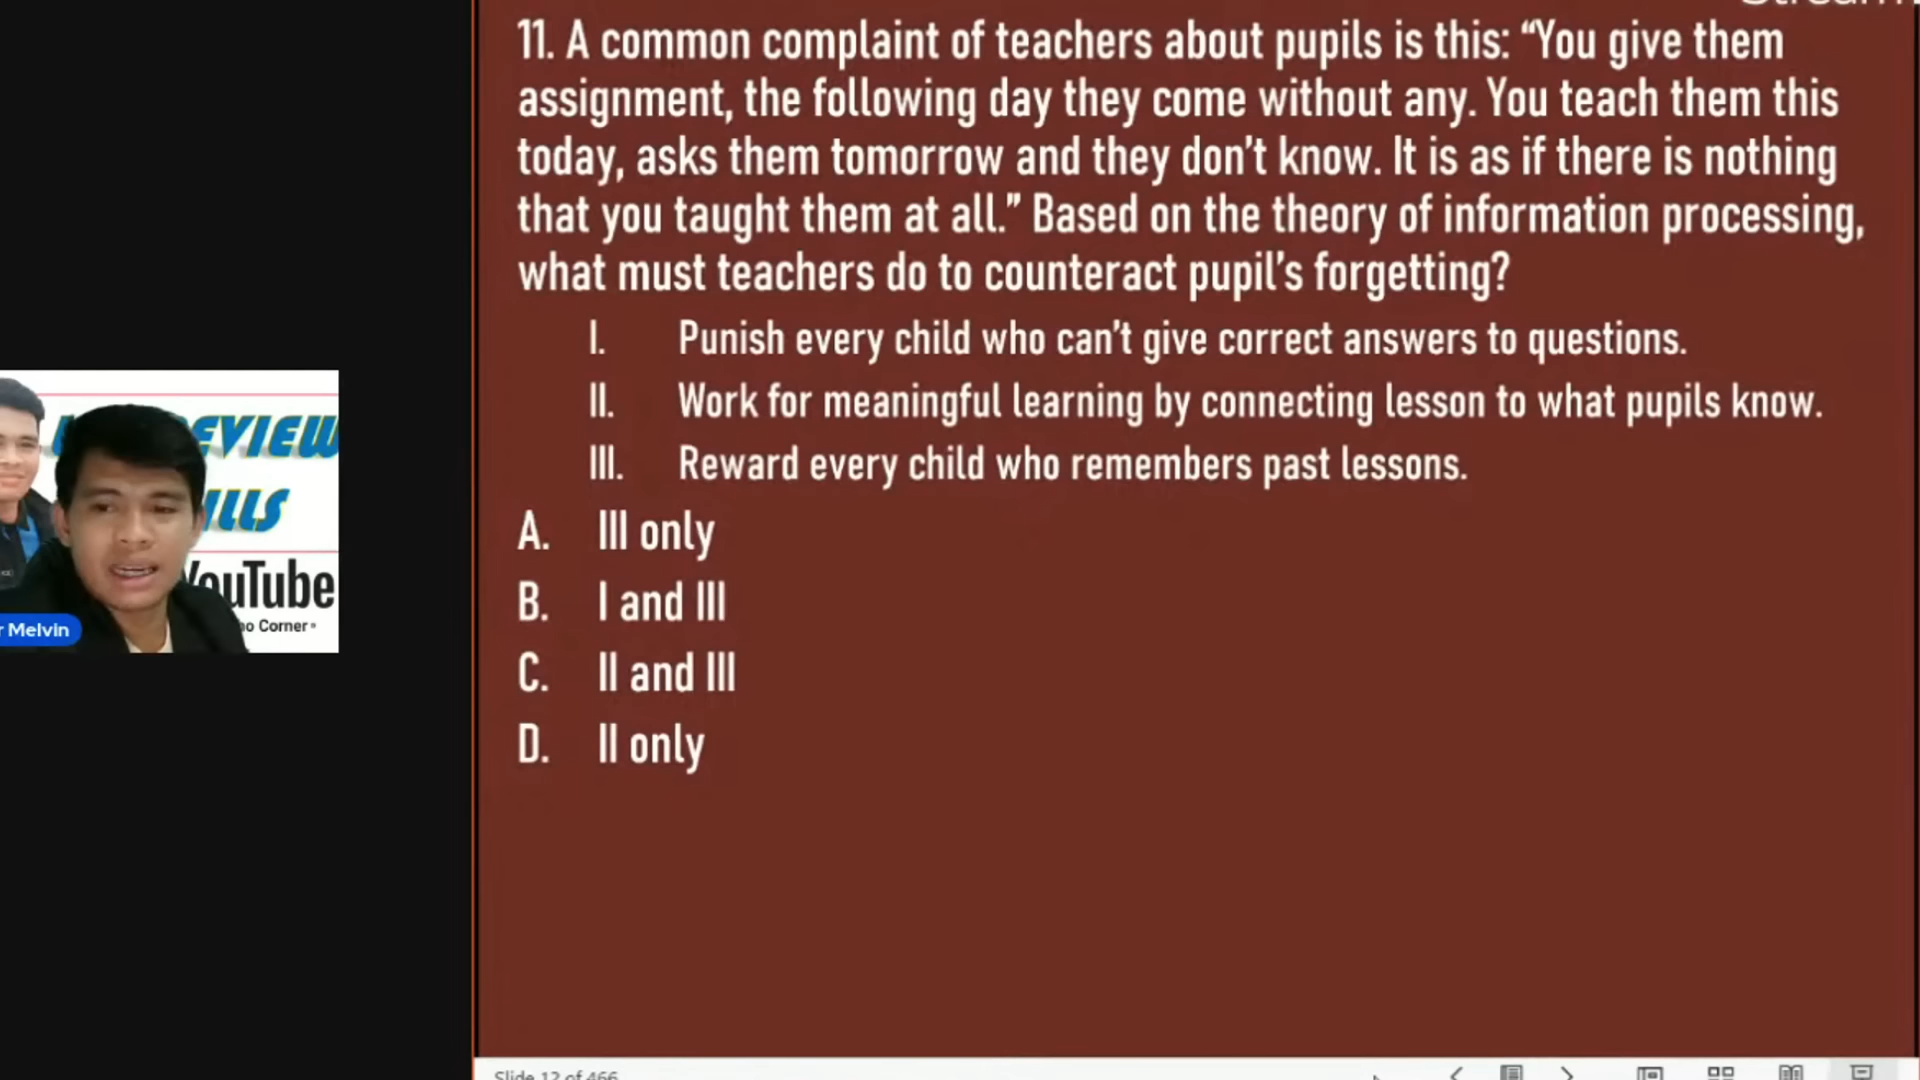 11. A common complaint of teachers about pupils is this: “You give them
assignment, the following day they come without any. You teach them this
today, asks them tomorrow and they don’t know. It is as if there is nothing
that you taught them at all.” Based on the theory of information processing,
what must teachers do to counteract pupil’s forgetting?
I. Punish every child who can’t give correct answers to questions.
II. Work for meaningful learning by connecting lesson to what pupils know.
III. Reward every child who remembers past lessons.
A. III only
B. I and III
C. II and III
D. II only
YouTube
Corner
Melvin
Slide 12 of 466